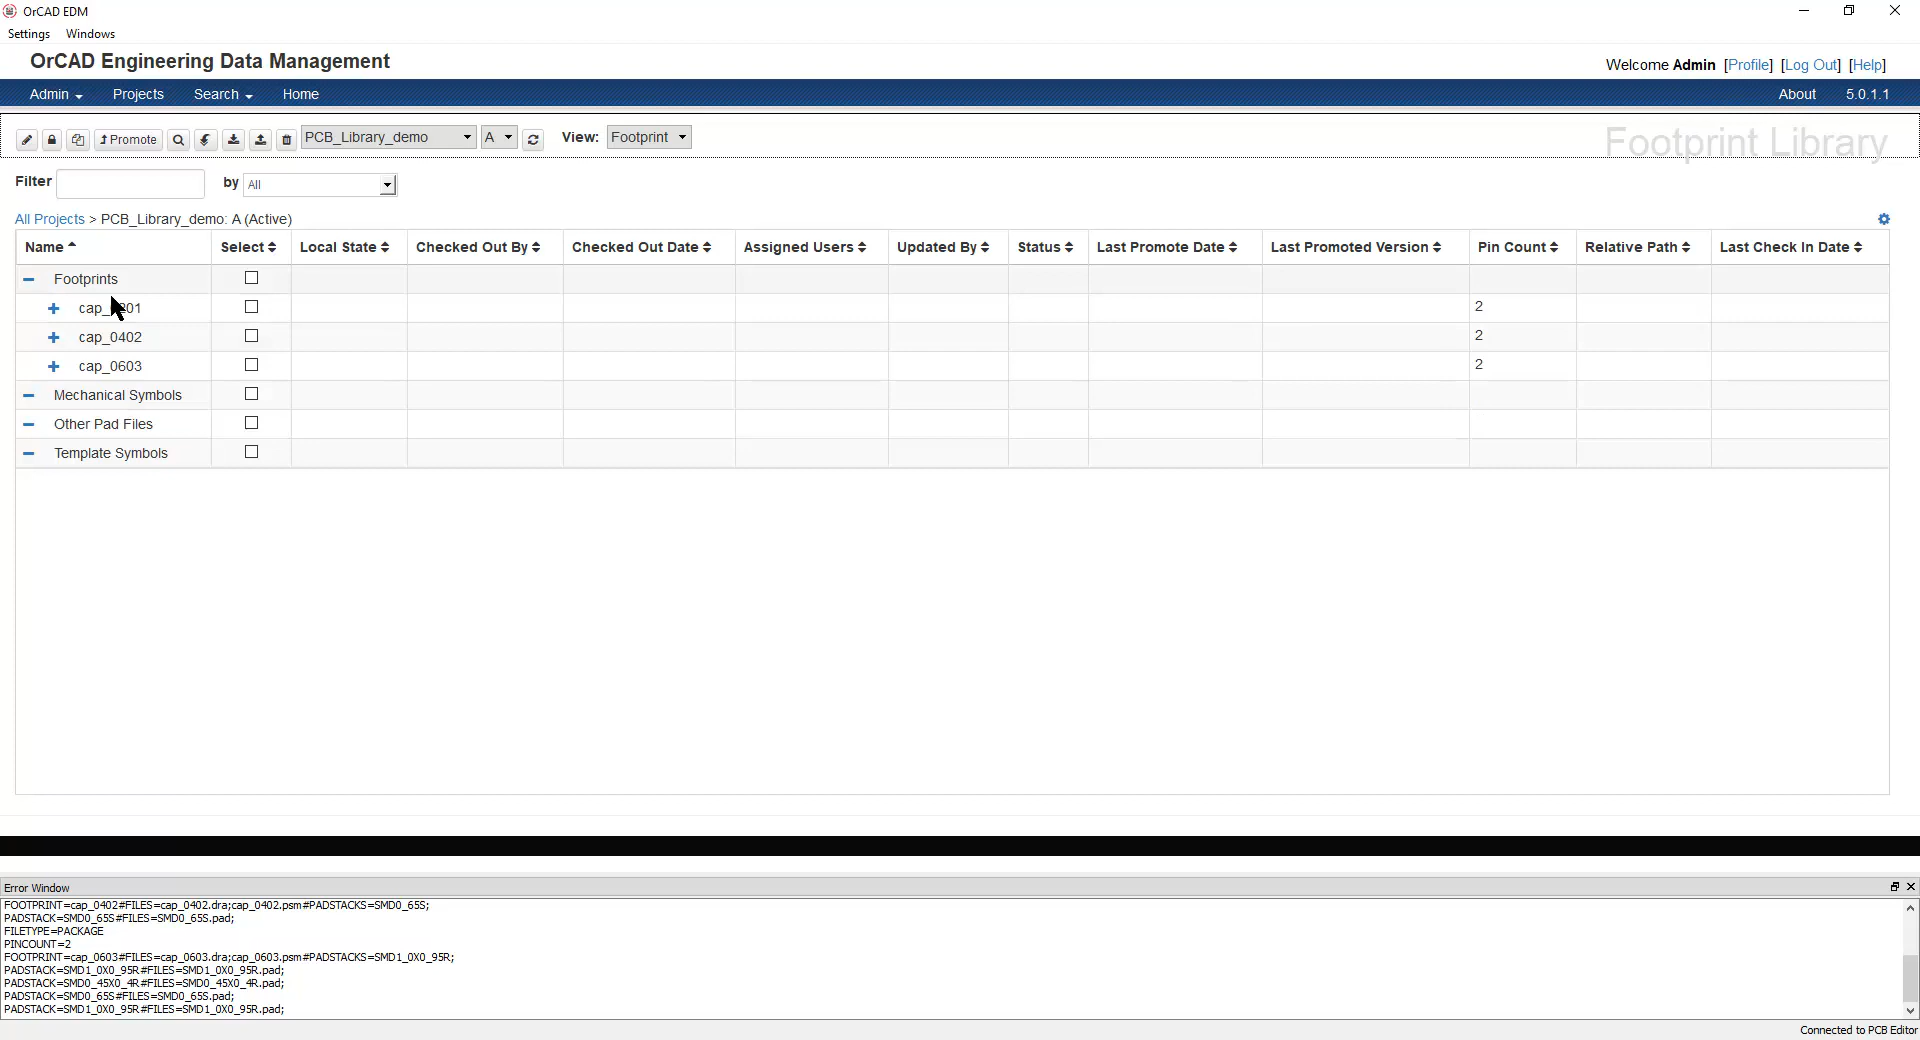 OrCAD EDM
Settings Windows
OrCAD Engineering Data Management
Welcome Admin [Profile] [Log Out] [Help]
Admin Projects Search Home About 5.0.1.1
Promote PCB_Library_demo A View: Footprint Footprint Library
Filter by All
All Projects > PCB_Library_demo: A (Active)
Name Select Local State Checked Out By Checked Out Date Assigned Users Updated By Status Last Promote Date Last Promoted Version Pin Count Relative Path Last Check In Date
Footprints
cap_0201 2
cap_0402 2
cap_0603 2
Mechanical Symbols
Other Pad Files
Template Symbols
Error Window
FOOTPRINT=cap_0402#FILES=cap_0402.dra;cap_0402.psm#PADSTACKS=SMD0_65S;
PADSTACK=SMD0_65S#FILES=SMD0_65S.pad;
FILETYPE=PACKAGE
PINCOUNT=2
FOOTPRINT=cap_0603#FILES=cap_0603.dra;cap_0603.psm#PADSTACKS=SMD1_0X0_95R;
PADSTACK=SMD1_0X0_95R#FILES=SMD1_0X0_95R.pad;
PADSTACK=SMD0_45X0_4R#FILES=SMD0_45X0_4R.pad;
PADSTACK=SMD0_65S#FILES=SMD0_65S.pad;
PADSTACK=SMD1_0X0_95R#FILES=SMD1_0X0_95R.pad;
Connected to PCB Editor